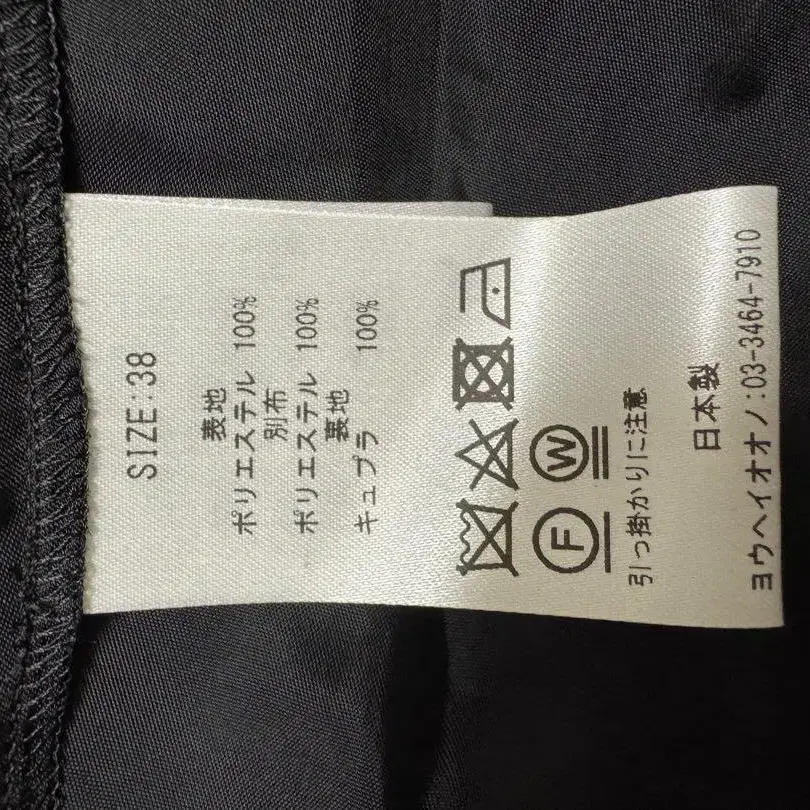 SIZE:38
表地
ポリエステル 100%
別布
ポリエステル 100%
裏地
キュプラ 100%
F W
引っ掛かりに注意
日本製
ヨウヘイオオノ:03-3464-7910